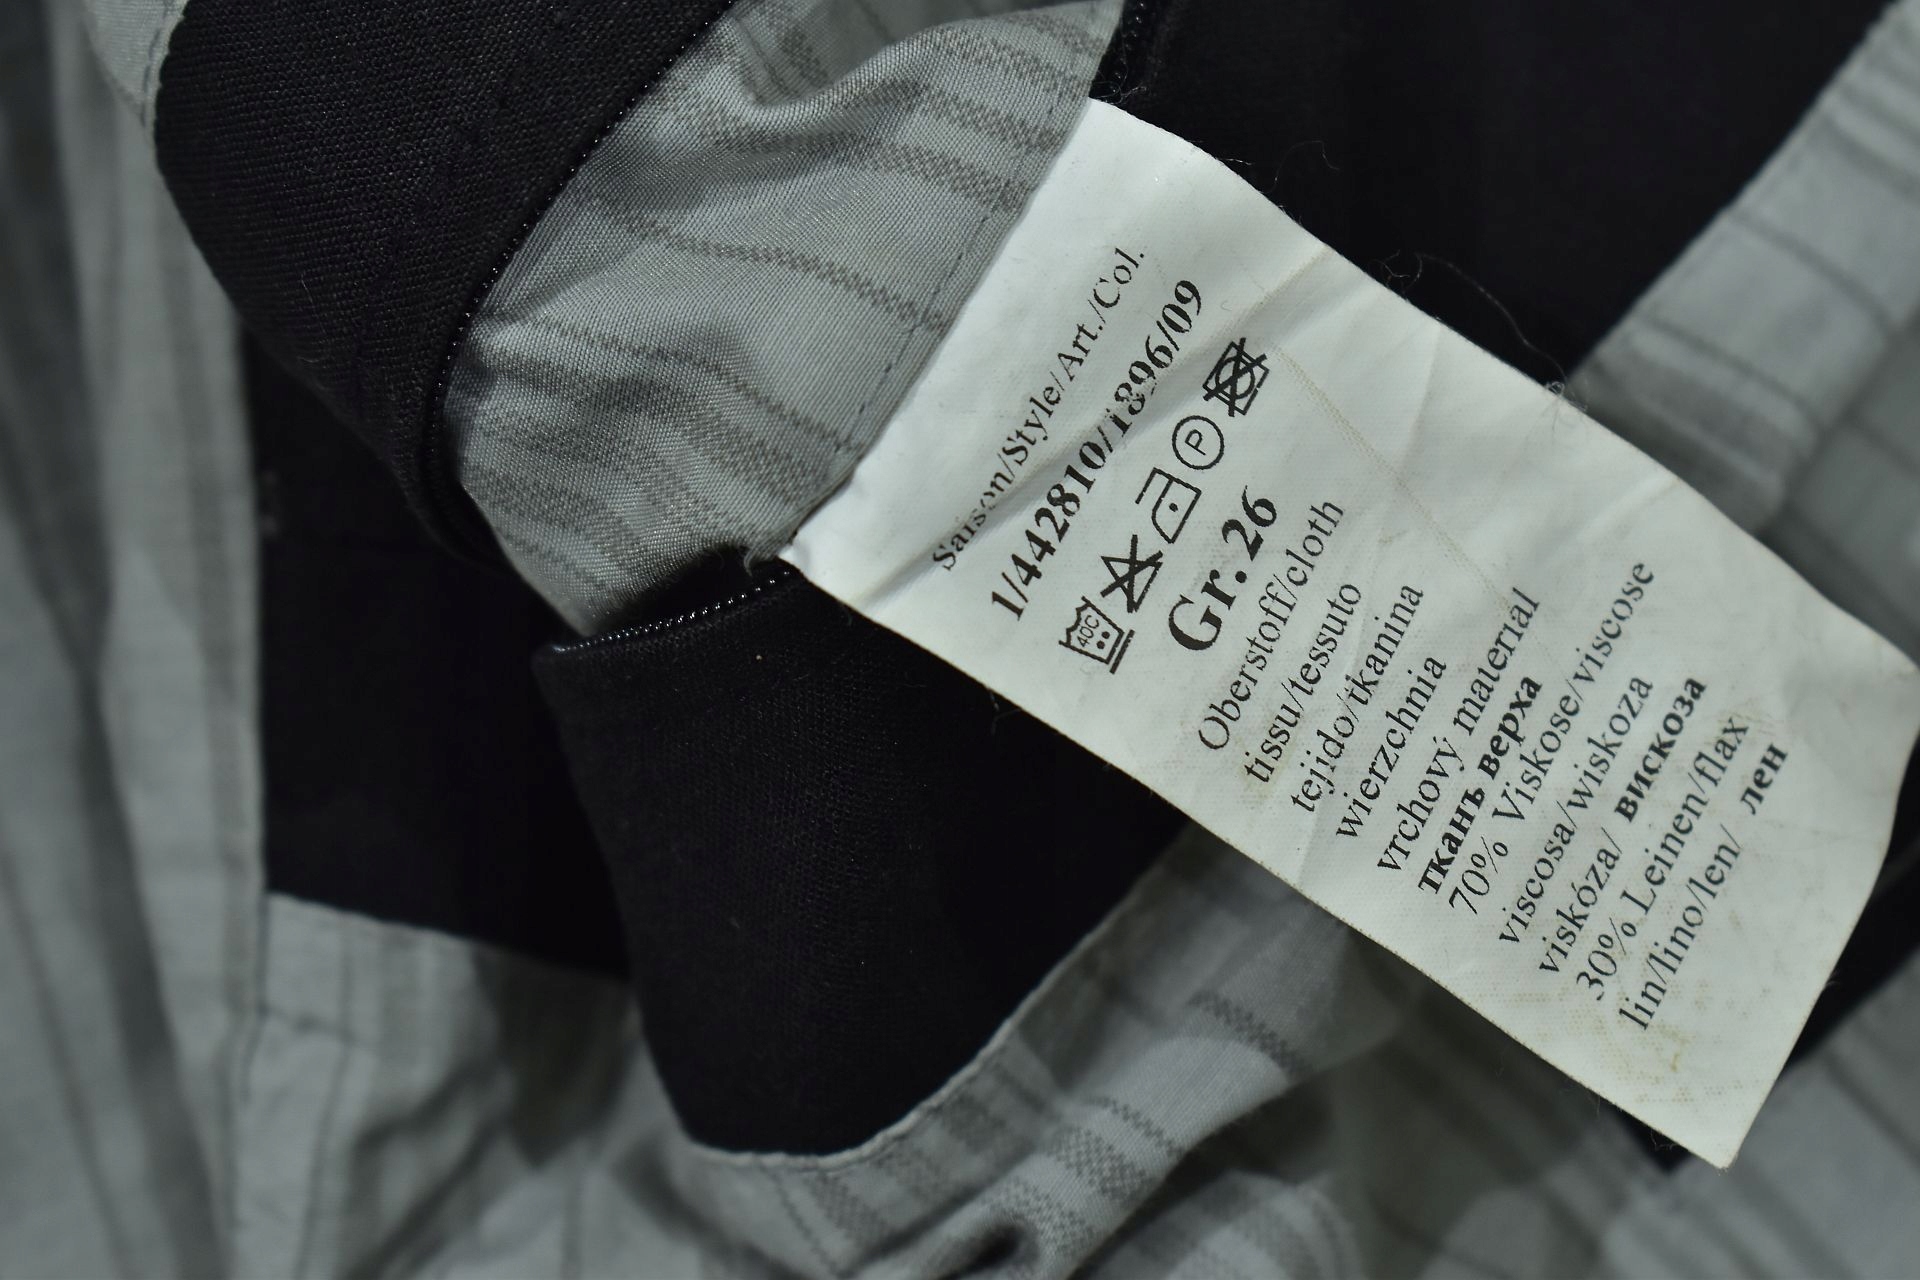 Saison/Style/Art./Col.
1/442810/1896/09
40C P
Gr. 26
Oberstoff/cloth
tissu/tessuto
tejido/tkanina
wierzchnia
vrchový material
ткань верха
70% Viskose/viscose
viscosa/wiskoza
viskóza/ вискоза
30% Leinen/flax
lin/lino/len/ лен